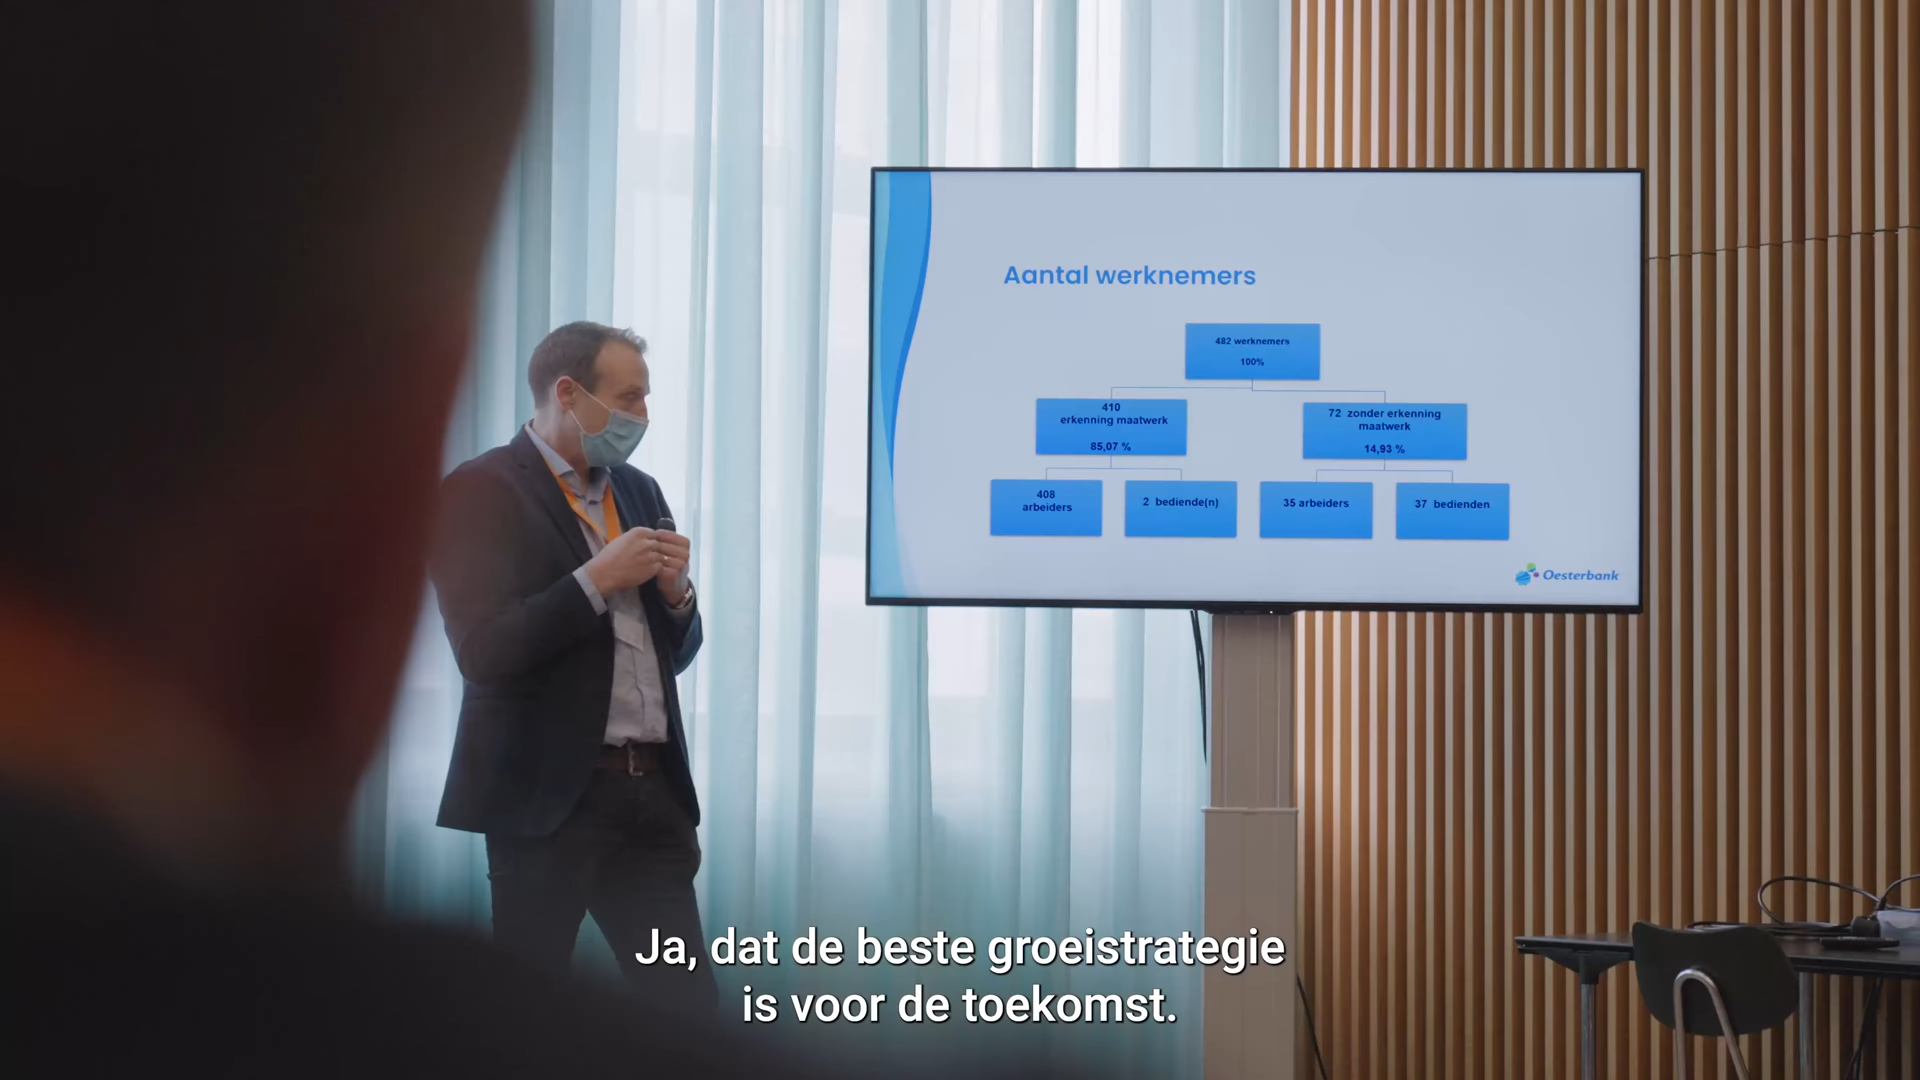 Aantal werknemers
482 werknemers
100%
410
erkenning maatwerk
85,07 %
72 zonder erkenning
maatwerk
14,93 %
408
arbeiders
2 bediende(n)
35 arbeiders
37 bedienden
Oesterbank
Ja, dat de beste groeistrategie
is voor de toekomst.